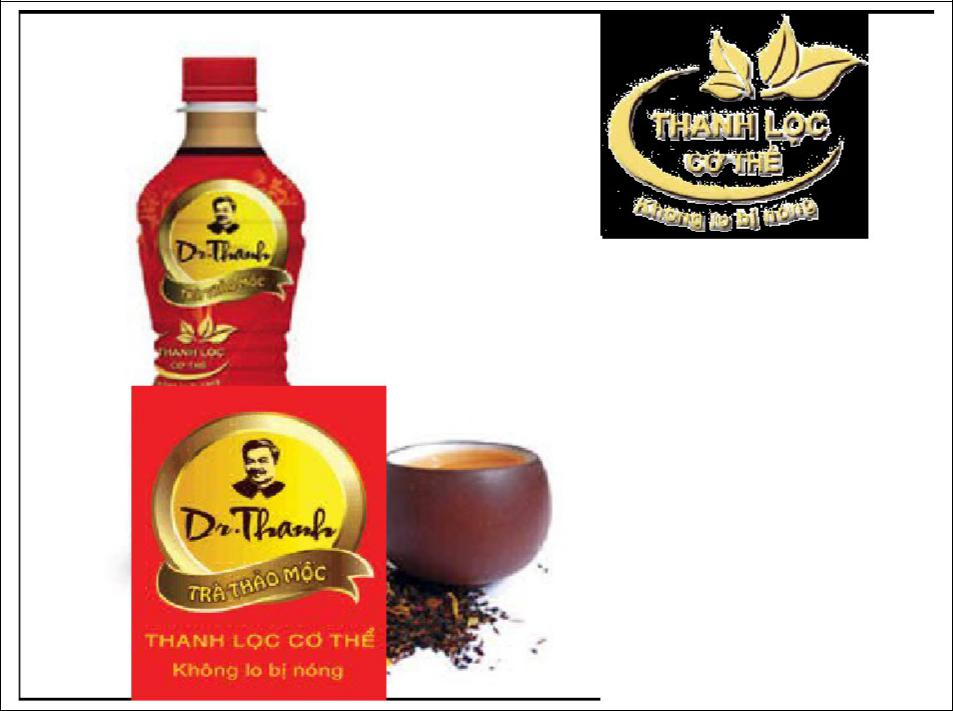 THANH LỌC
CƠ THỂ
Không lo bị nóng
Dr.Thanh
TRÀ THẢO MỘC
THANH LỌC
CƠ THỂ
Dr.Thanh
TRÀ THẢO MỘC
THANH LỌC CƠ THỂ
Không lo bị nóng